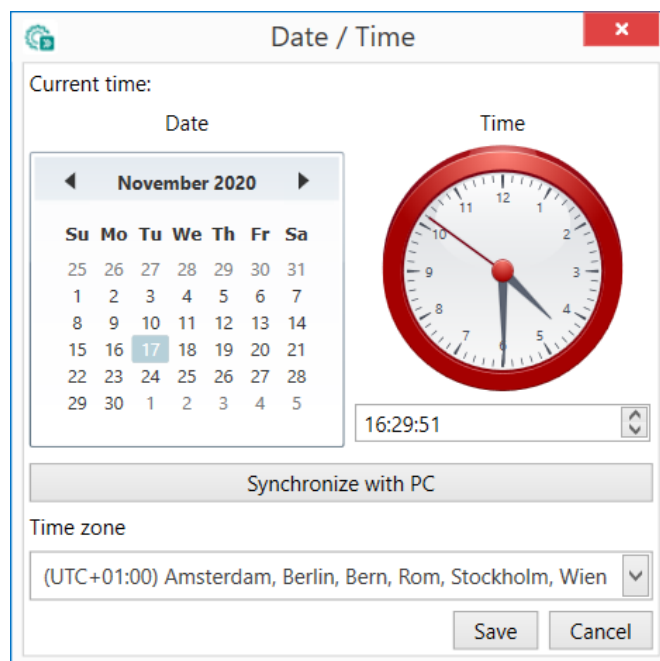 Date / Time
Current time:
Date
Time
November 2020
Su Mo Tu We Th Fr Sa
25 26 27 28 29 30 31
1 2 3 4 5 6 7
8 9 10 11 12 13 14
15 16 17 18 19 20 21
22 23 24 25 26 27 28
29 30 1 2 3 4 5
12
11 1
10 2
9 3
8 4
7 5
6
16:29:51
Synchronize with PC
Time zone
(UTC+01:00) Amsterdam, Berlin, Bern, Rom, Stockholm, Wien
Save Cancel